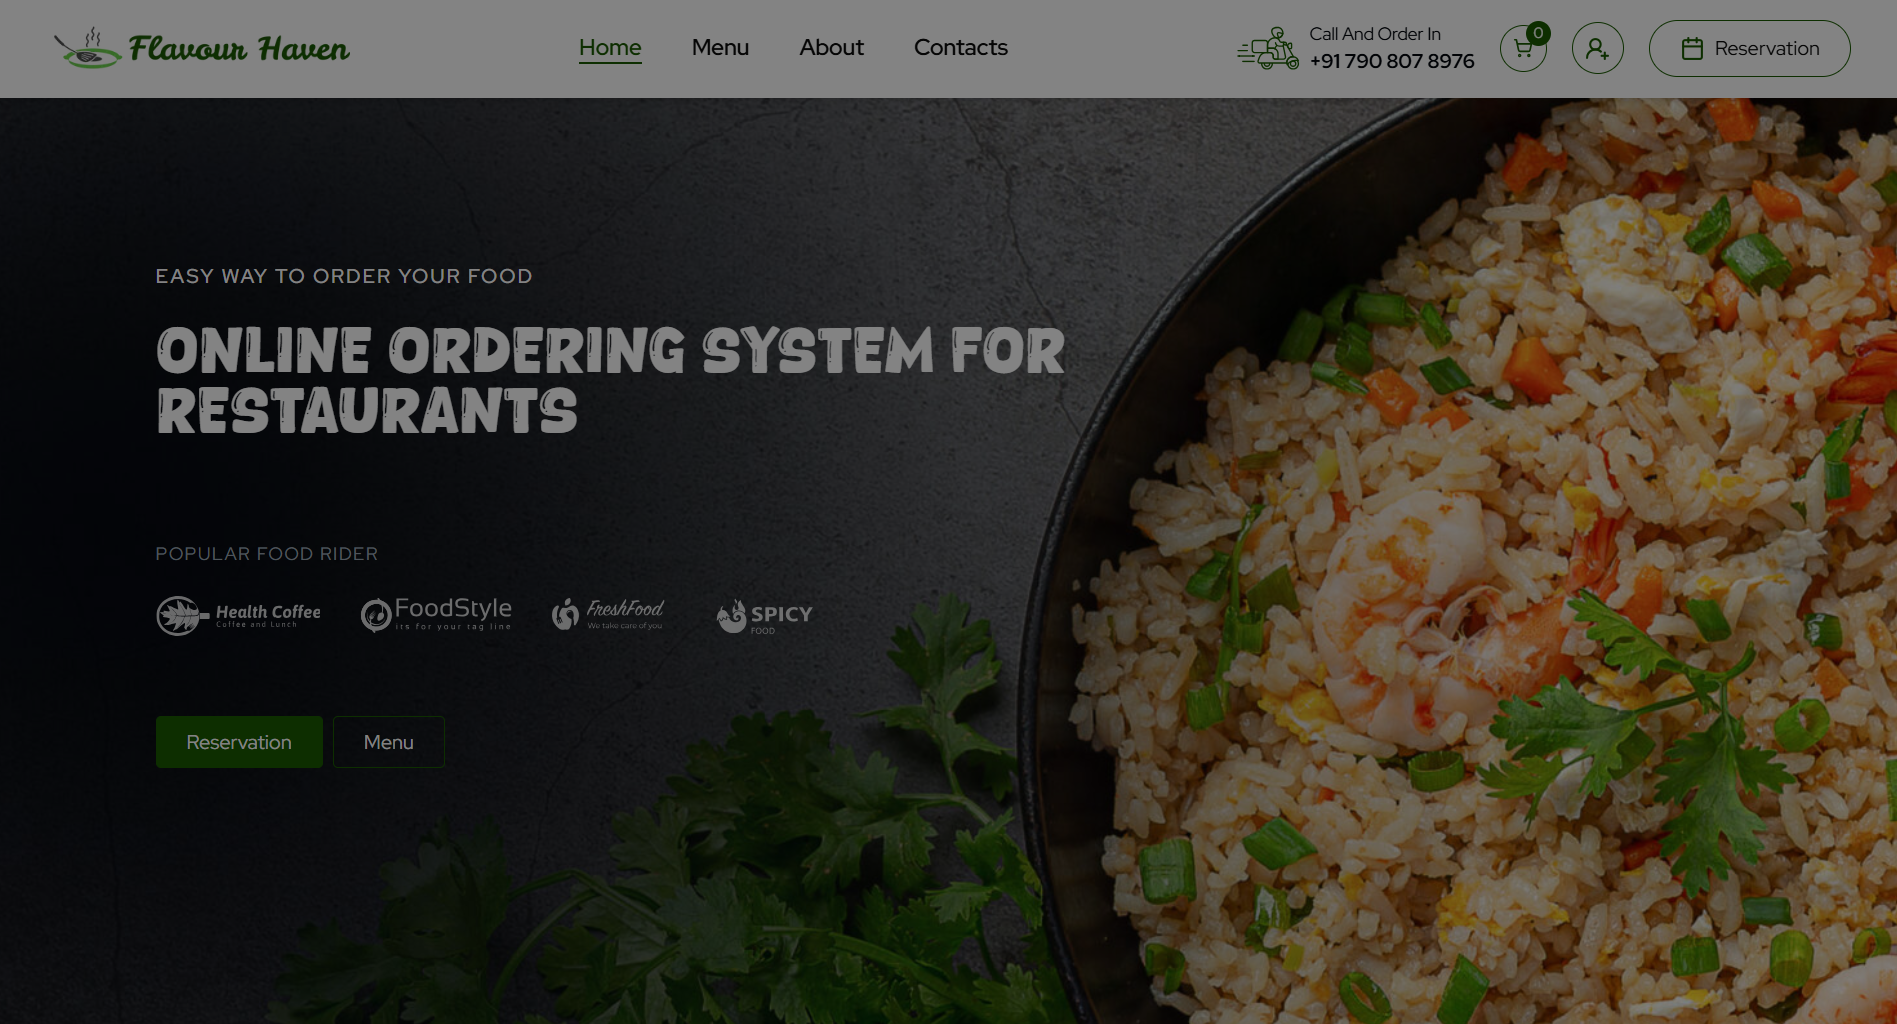 Flavour Haven
Home
Menu
About
Contacts
Call And Order In
+91 790 807 8976
0
Reservation
EASY WAY TO ORDER YOUR FOOD
ONLINE ORDERING SYSTEM FOR
RESTAURANTS
POPULAR FOOD RIDER
Health Coffee
Coffee and Lunch
FoodStyle
its for your tag line
FreshFood
We take care of you
SPICY
FOOD
Reservation
Menu